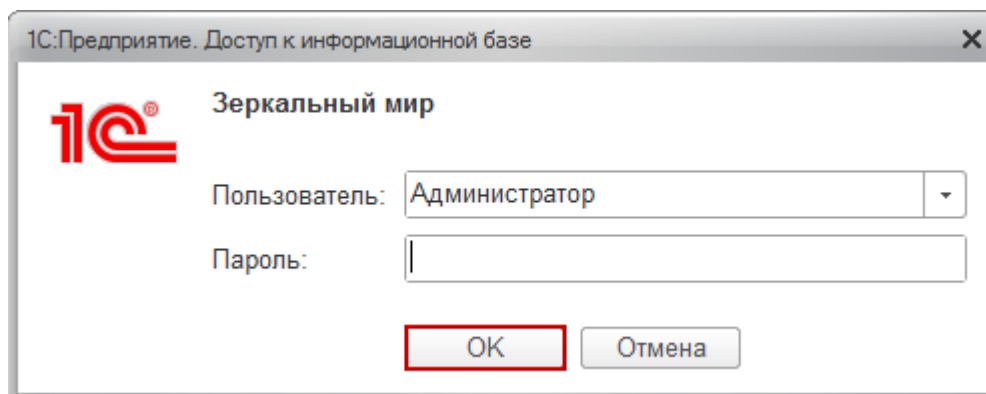 1С:Предприятие. Доступ к информационной базе
1С®
Зеркальный мир
Пользователь: Администратор
Пароль:
OK Отмена